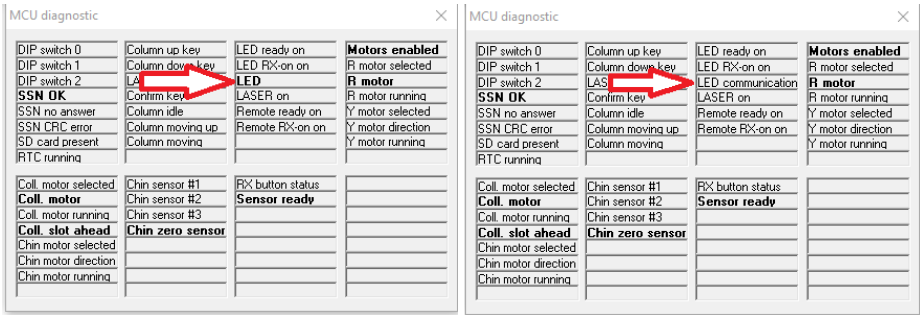 MCU diagnostic
DIP switch 0
DIP switch 1
DIP switch 2
SSN OK
SSN no answer
SSN CRC error
SD card present
RTC running
Column up key
Column down key
LA
Confirm key
Column idle
Column moving up
Column moving
LED ready on
LED RX-on on
LED
LASER on
Remote ready on
Remote RX-on on
Motors enabled
R motor selected
R motor
R motor running
Y motor selected
Y motor direction
Y motor running
Coll. motor selected
Coll. motor
Coll. motor running
Coll. slot ahead
Chin motor selected
Chin motor direction
Chin motor running
Chin sensor #1
Chin sensor #2
Chin sensor #3
Chin zero sensor
RX button status
Sensor ready
MCU diagnostic
DIP switch 0
DIP switch 1
DIP switch 2
SSN OK
SSN no answer
SSN CRC error
SD card present
RTC running
Column up key
Column down key
LAS
Confirm key
Column idle
Column moving up
Column moving
LED ready on
LED RX-on on
LED communication
LASER on
Remote ready on
Remote RX-on on
Motors enabled
R motor selected
R motor
R motor running
Y motor selected
Y motor direction
Y motor running
Coll. motor selected
Coll. motor
Coll. motor running
Coll. slot ahead
Chin motor selected
Chin motor direction
Chin motor running
Chin sensor #1
Chin sensor #2
Chin sensor #3
Chin zero sensor
RX button status
Sensor ready